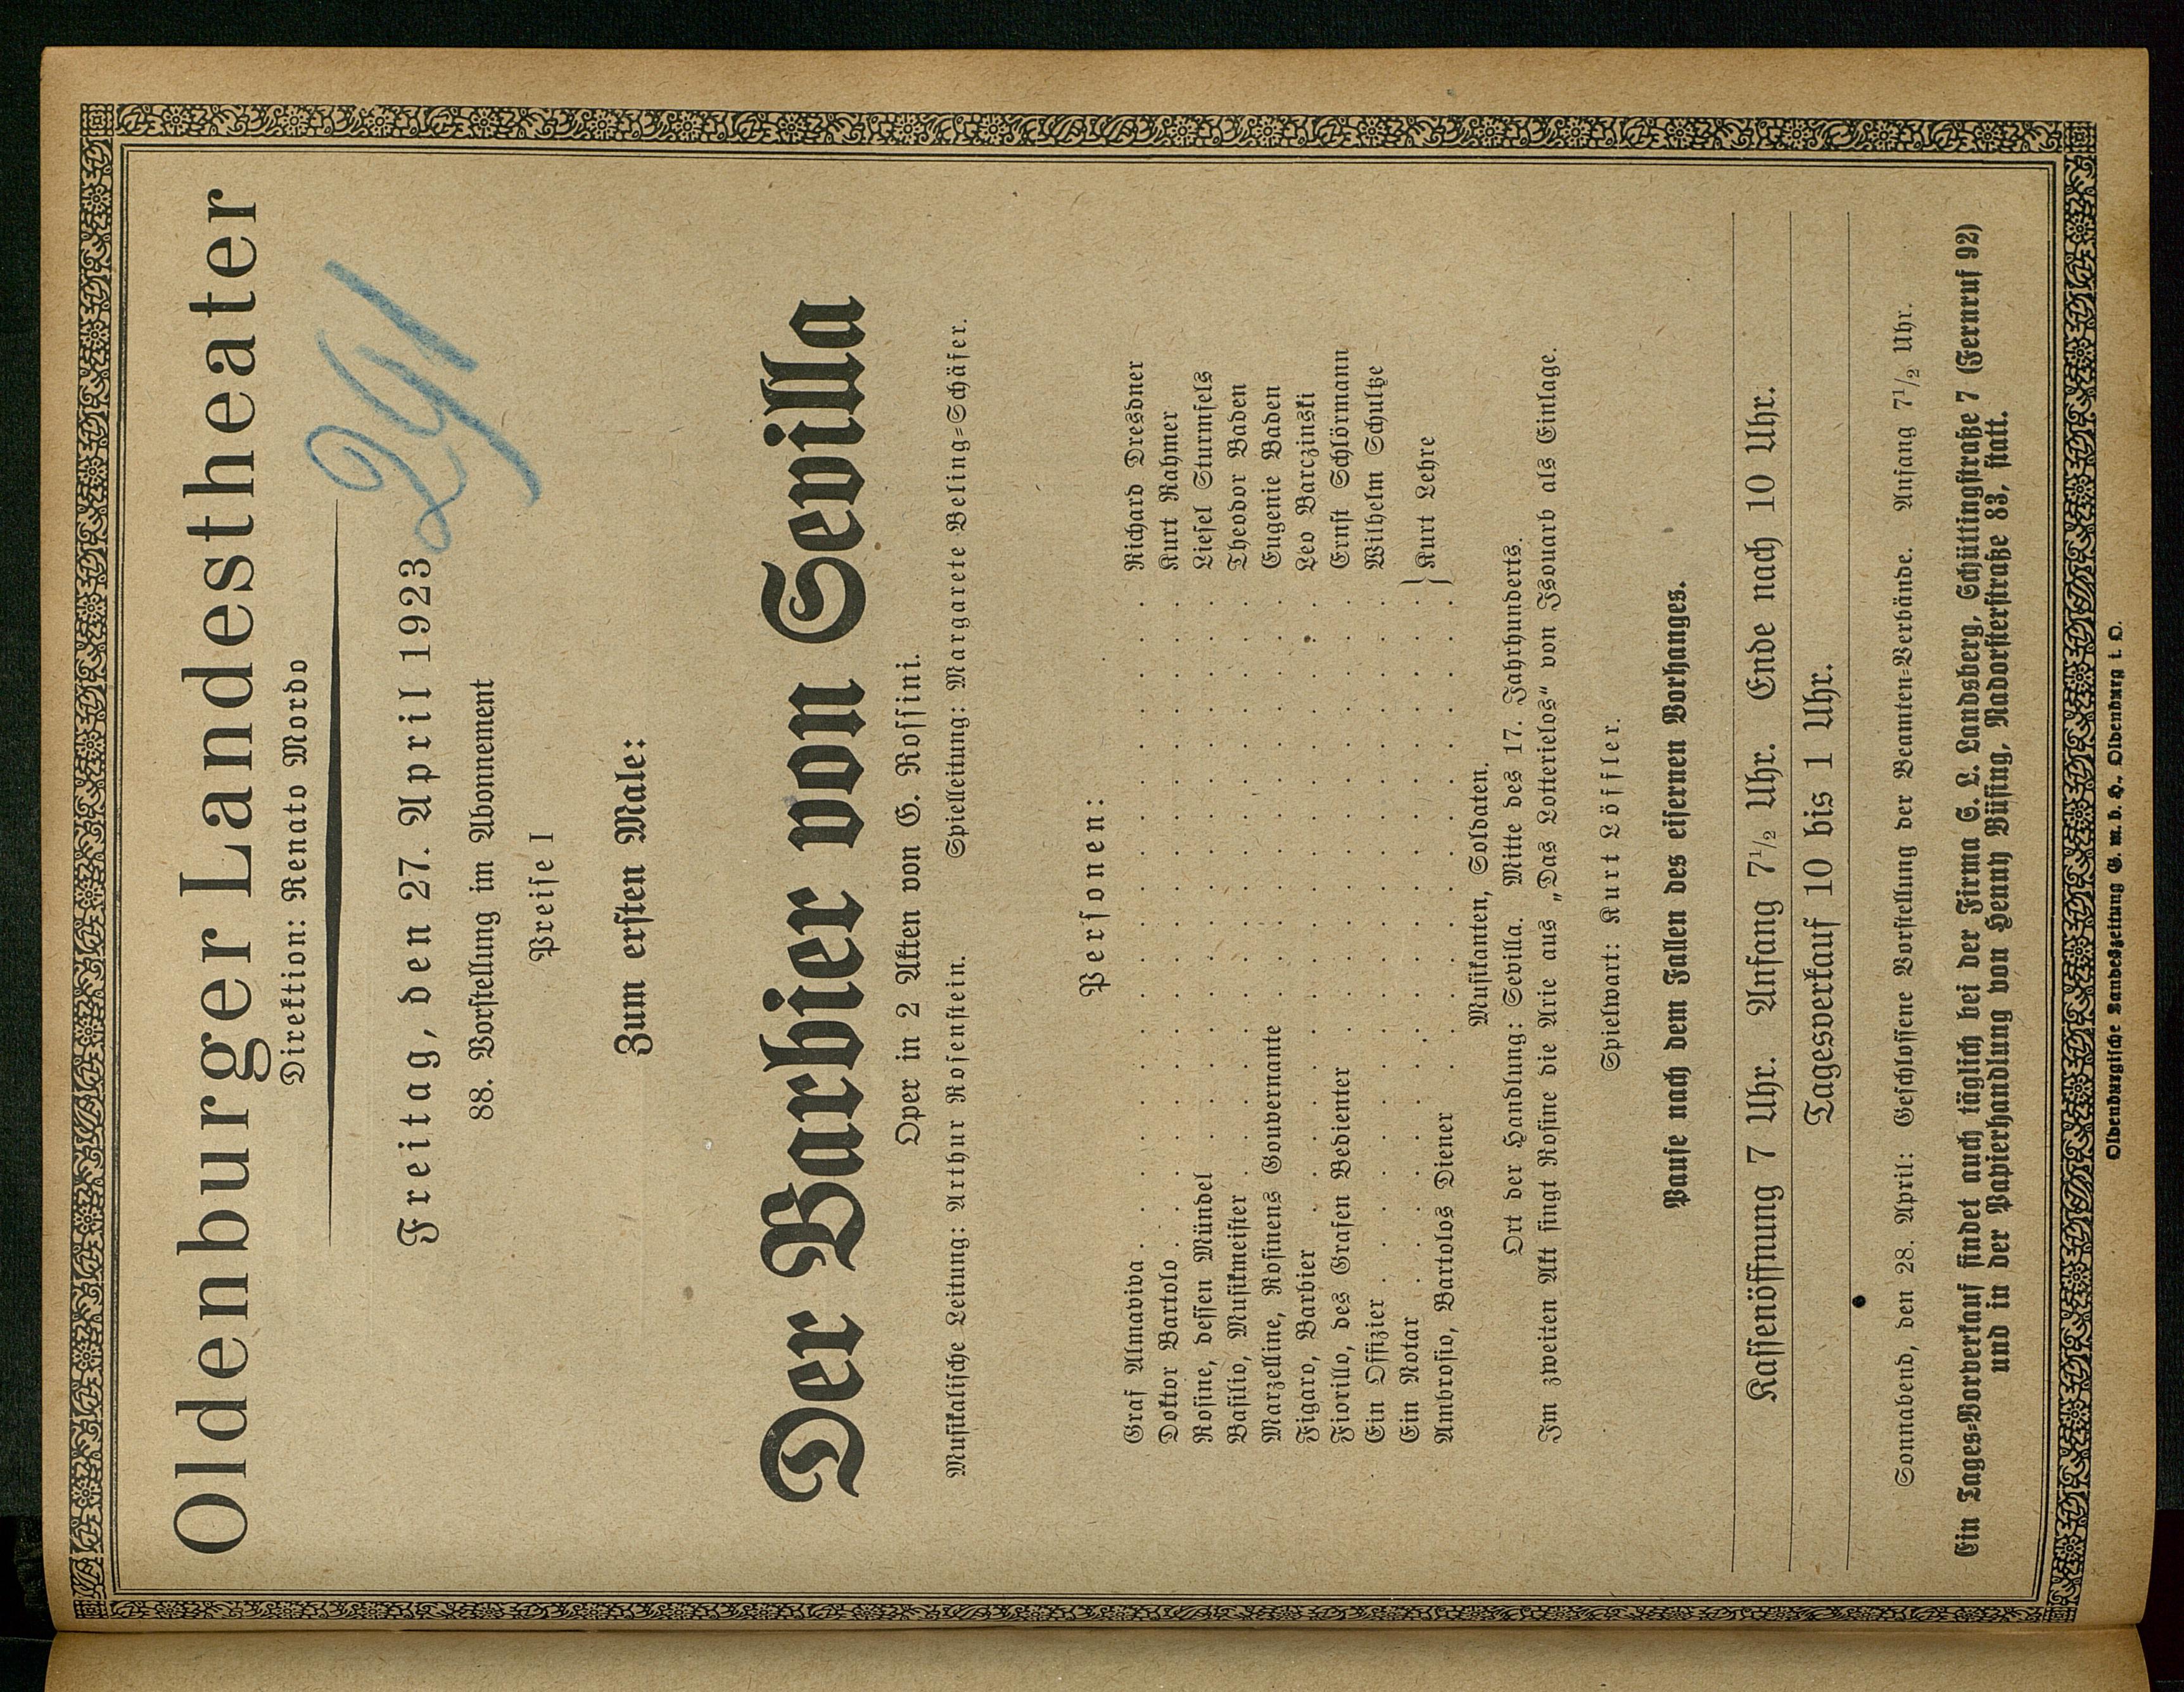 Oldenburger Landestheater
Direktion: Renato Mordo
291
Freitag, den 27. April 1923
88. Vorstellung im Abonnement
Preise I
Zum ersten Male:
Der Barbier von Sevilla
Oper in 2 Akten von G. Rossini.
Musikalische Leitung: Arthur Rosenstein. Spielleitung: Margarete Beling-Schäfer.
Personen:
Graf Almaviva . . . . . . . . . . Richard Dresdner
Doktor Bartolo . . . . . . . . . . Kurt Rahmer
Rosine, dessen Mündel . . . . . . . . . . Liesel Sturmfels
Basilio, Musikmeister . . . . . . . . . . Theodor Baden
Marzelline, Rosinens Gouvernante . . . . . . . . . . Eugenie Baden
Figaro, Barbier . . . . . . . . . . Leo Barczinski
Fiorillo, des Grafen Bedienter . . . . . . . . . . Ernst Schlörmann
Ein Offizier . . . . . . . . . . Wilhelm Schultze
Ein Notar . . . . . . . . . . } Kurt Lehre
Ambrosio, Bartolos Diener . . . . . . . . . .
Musikanten, Soldaten.
Ort der Handlung: Sevilla. Mitte des 17. Jahrhunderts.
Im zweiten Akt singt Rosine die Arie aus „Das Lotterielos“ von Isouard als Einlage.
Spielwart: Kurt Löffler.
Pause nach dem Fallen des eisernen Vorhanges.
Kassenöffnung 7 Uhr. Anfang 7½ Uhr. Ende nach 10 Uhr.
Tagesverkauf 10 bis 1 Uhr.
Sonnabend, den 28. April: Geschlossene Vorstellung der Beamten-Verbände. Anfang 7½ Uhr.
Ein Tages-Vorverkauf findet auch täglich bei der Firma G. L. Landsberg, Schüttingstraße 7 (Fernruf 92)
und in der Papierhandlung von Henny Büsing, Nadorsterstraße 83, statt.
Oldenburgische Landeszeitung G. m. b. H., Oldenburg i. O.